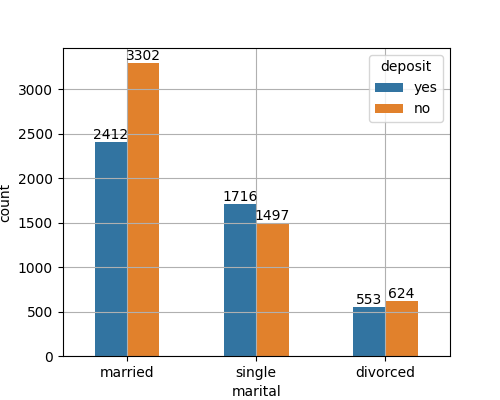 3302
deposit
yes
no
3000
2500
2412
2000
1716
1500
1497
1000
553
624
500
0
count
married
single
divorced
marital